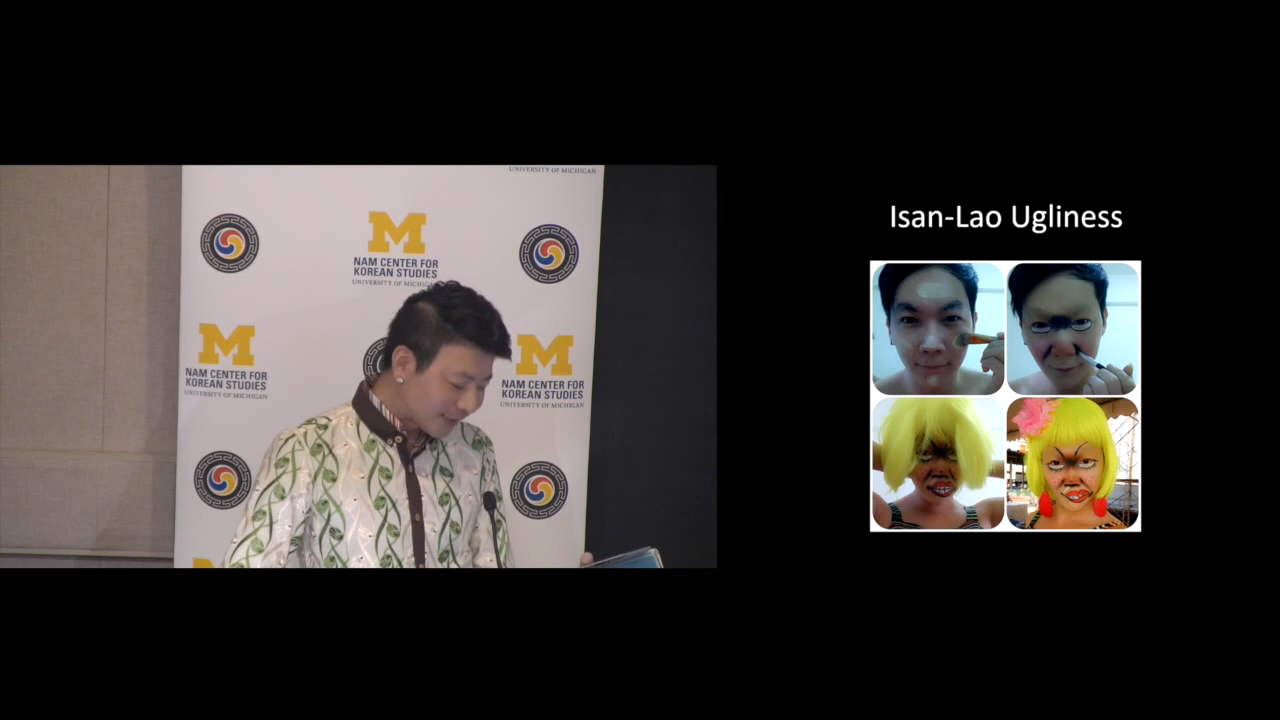 UNIVERSITY OF MICHIGAN
M
NAM CENTER FOR
KOREAN STUDIES
UNIVERSITY OF MICHIGAN
M
NAM CENTER FOR
KOREAN STUDIES
UNIVERSITY OF MICHIGAN
M
NAM CENTER FOR
KOREAN STUDIES
UNIVERSITY OF MICHIGAN
M
Isan-Lao Ugliness